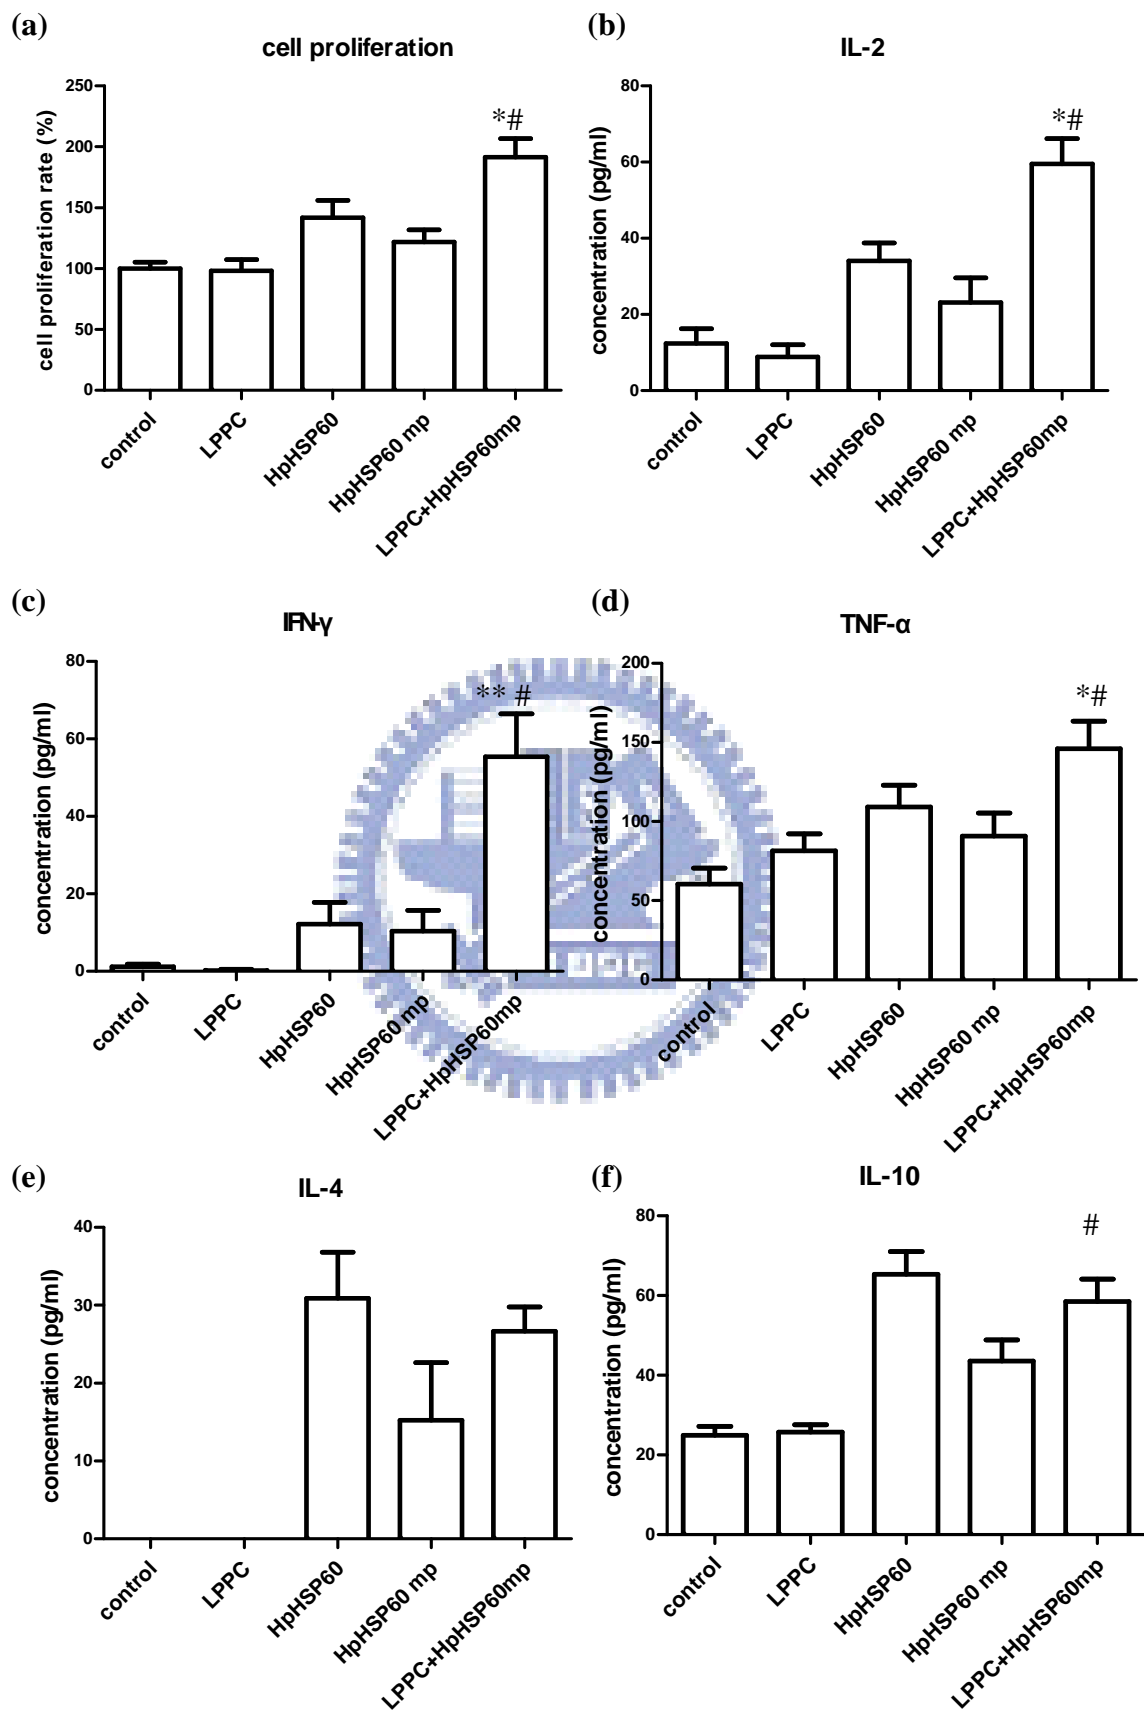 (a)
cell proliferation
cell proliferation rate (%)
250
200
150
100
50
0
*#
control
LPPC
HpHSP60
HpHSP60 mp
LPPC+HpHSP60mp
(b)
IL-2
concentration (pg/ml)
80
60
40
20
0
*#
control
LPPC
HpHSP60
HpHSP60 mp
LPPC+HpHSP60mp
(c)
IFN-γ
concentration (pg/ml)
80
60
40
20
0
** #
control
LPPC
HpHSP60
HpHSP60 mp
LPPC+HpHSP60mp
(d)
TNF-α
concentration (pg/ml)
200
150
100
50
0
*#
control
LPPC
HpHSP60
HpHSP60 mp
LPPC+HpHSP60mp
(e)
IL-4
concentration (pg/ml)
40
30
20
10
0
control
LPPC
HpHSP60
HpHSP60 mp
LPPC+HpHSP60mp
(f)
IL-10
concentration (pg/ml)
80
60
40
20
0
#
control
LPPC
HpHSP60
HpHSP60 mp
LPPC+HpHSP60mp